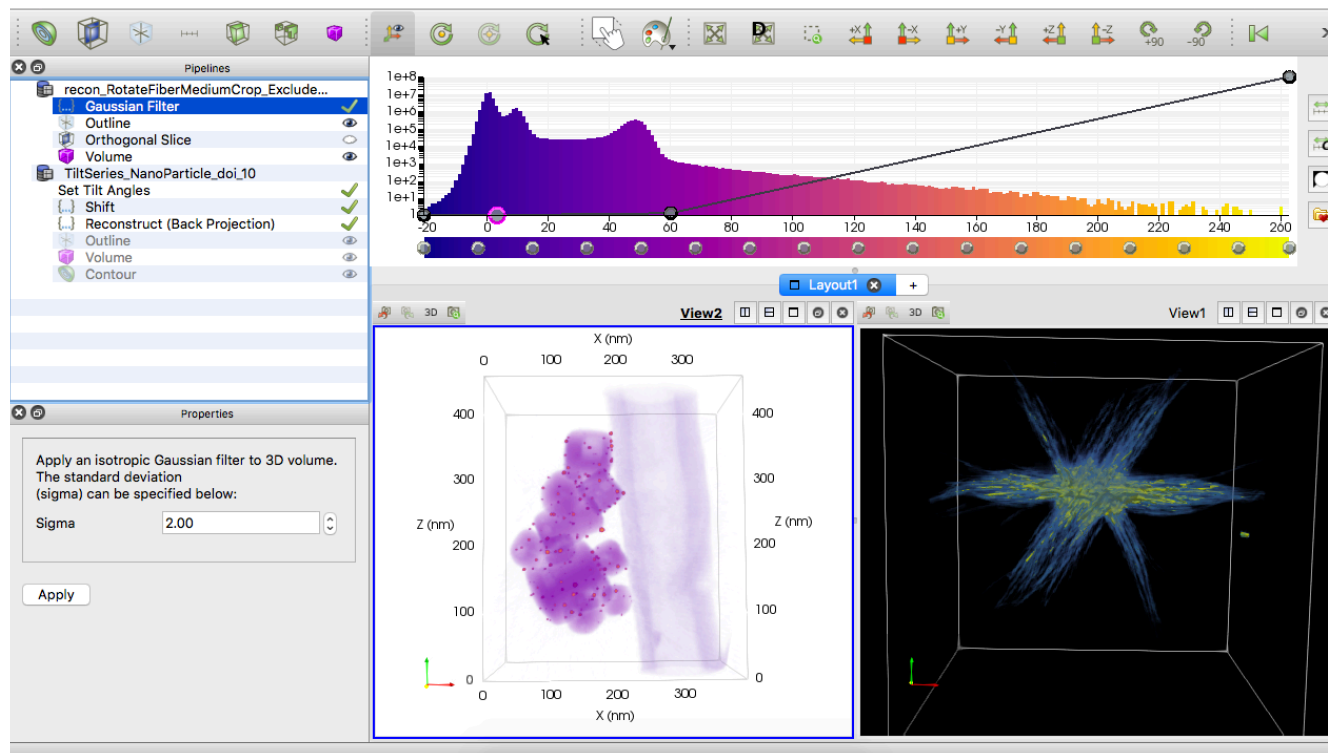 +X
-X
+Y
-Y
+Z
-Z
+90
-90
Pipelines
recon_RotateFiberMediumCrop_Exclude...
{...} Gaussian Filter
Outline
Orthogonal Slice
Volume
TiltSeries_NanoParticle_doi_10
Set Tilt Angles
{...} Shift
{...} Reconstruct (Back Projection)
Outline
Volume
Contour
Properties
Apply an isotropic Gaussian filter to 3D volume.
The standard deviation
(sigma) can be specified below:
Sigma 2.00
Apply
1e+8
1e+7
1e+6
1e+5
1e+4
1e+3
1e+2
1e+1
1
-20 0 20 40 60 80 100 120 140 160 180 200 220 240 260
Layout1 +
3D View2
X (nm)
0 100 200 300
400 400
300 300
Z (nm) Z (nm)
200 200
100 100
0 0
0 100 200 300
X (nm)
3D View1